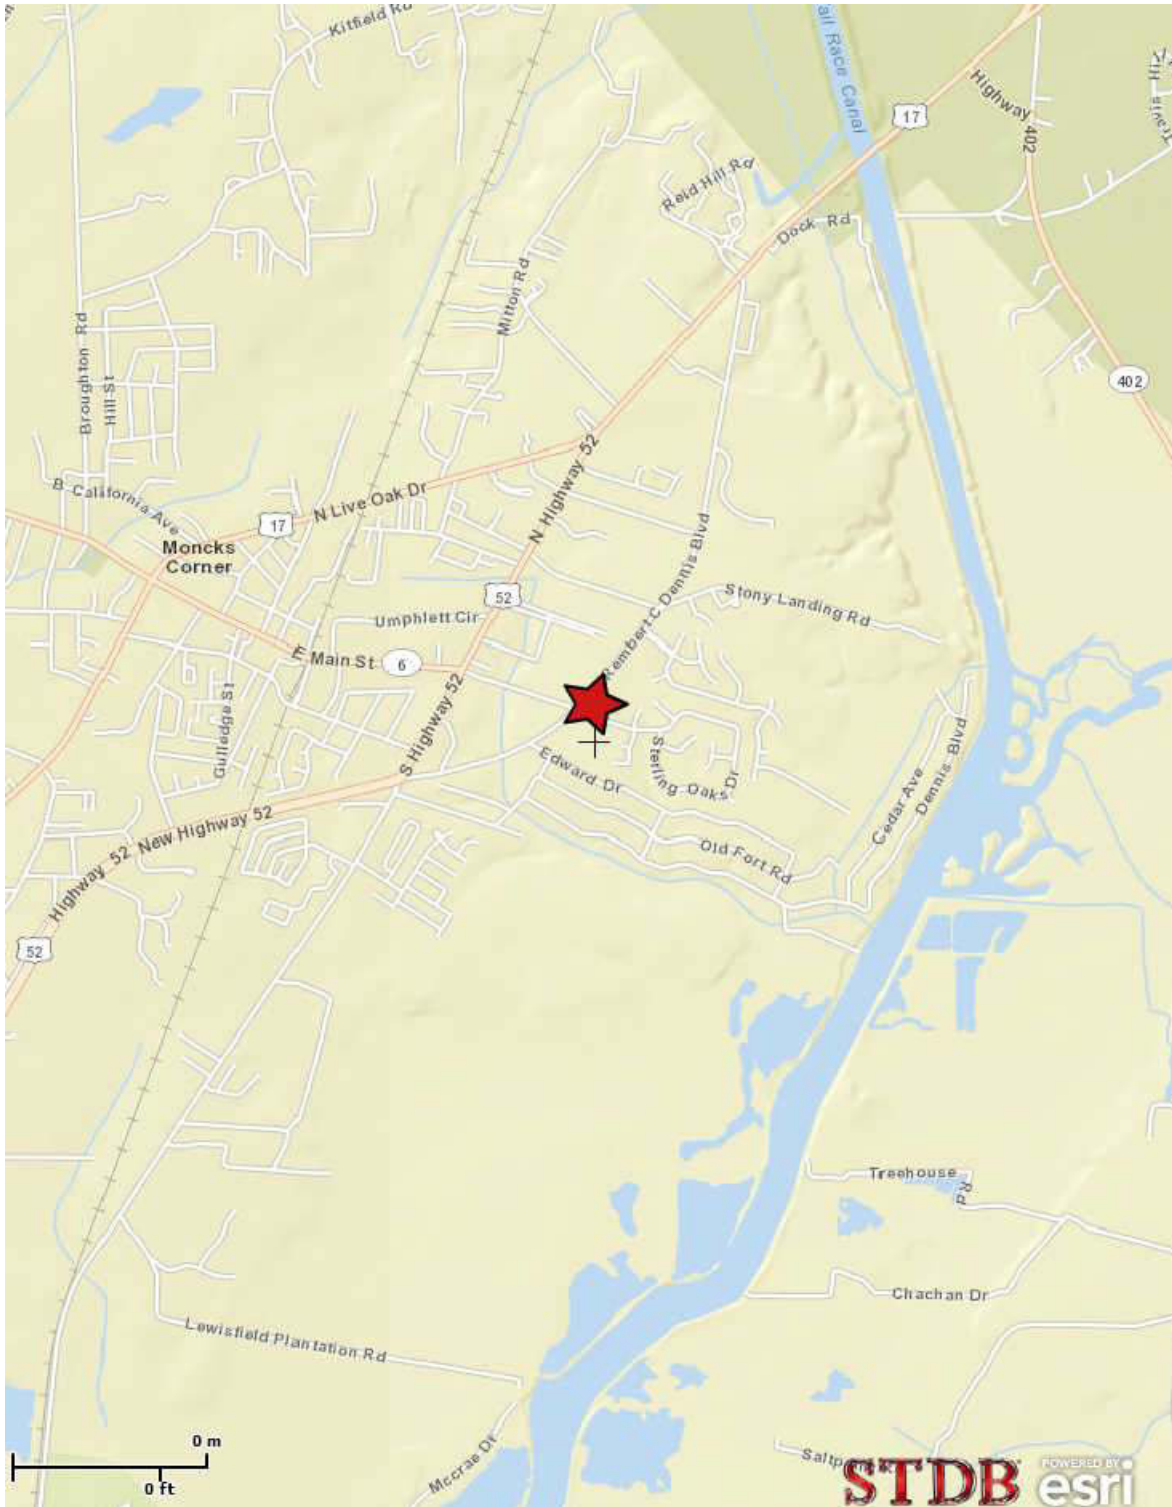 Kitfield Rd
ail Race Canal
17
Highway 402
Travis Hil
Reid Hill Rd
Dock Rd
Mitton Rd
Broughton Rd
Hill St
402
B California Ave
N Live Oak Dr
17
N Highway 52
Moncks
Corner
52
Rembert C Dennis Blvd
Stony Landing Rd
Umphlett Cir
E Main St
6
Gulledge St
S Highway 52
Edward Dr
Sterling Oaks Dr
Cedar Ave
Dennis Blvd
New Highway 52
Old Fort Rd
Highway 52
52
Treehouse Rd
Chachan Dr
Lewisfield Plantation Rd
0 m
0 ft
Mccrae Dr
STDB
POWERED BY
esri